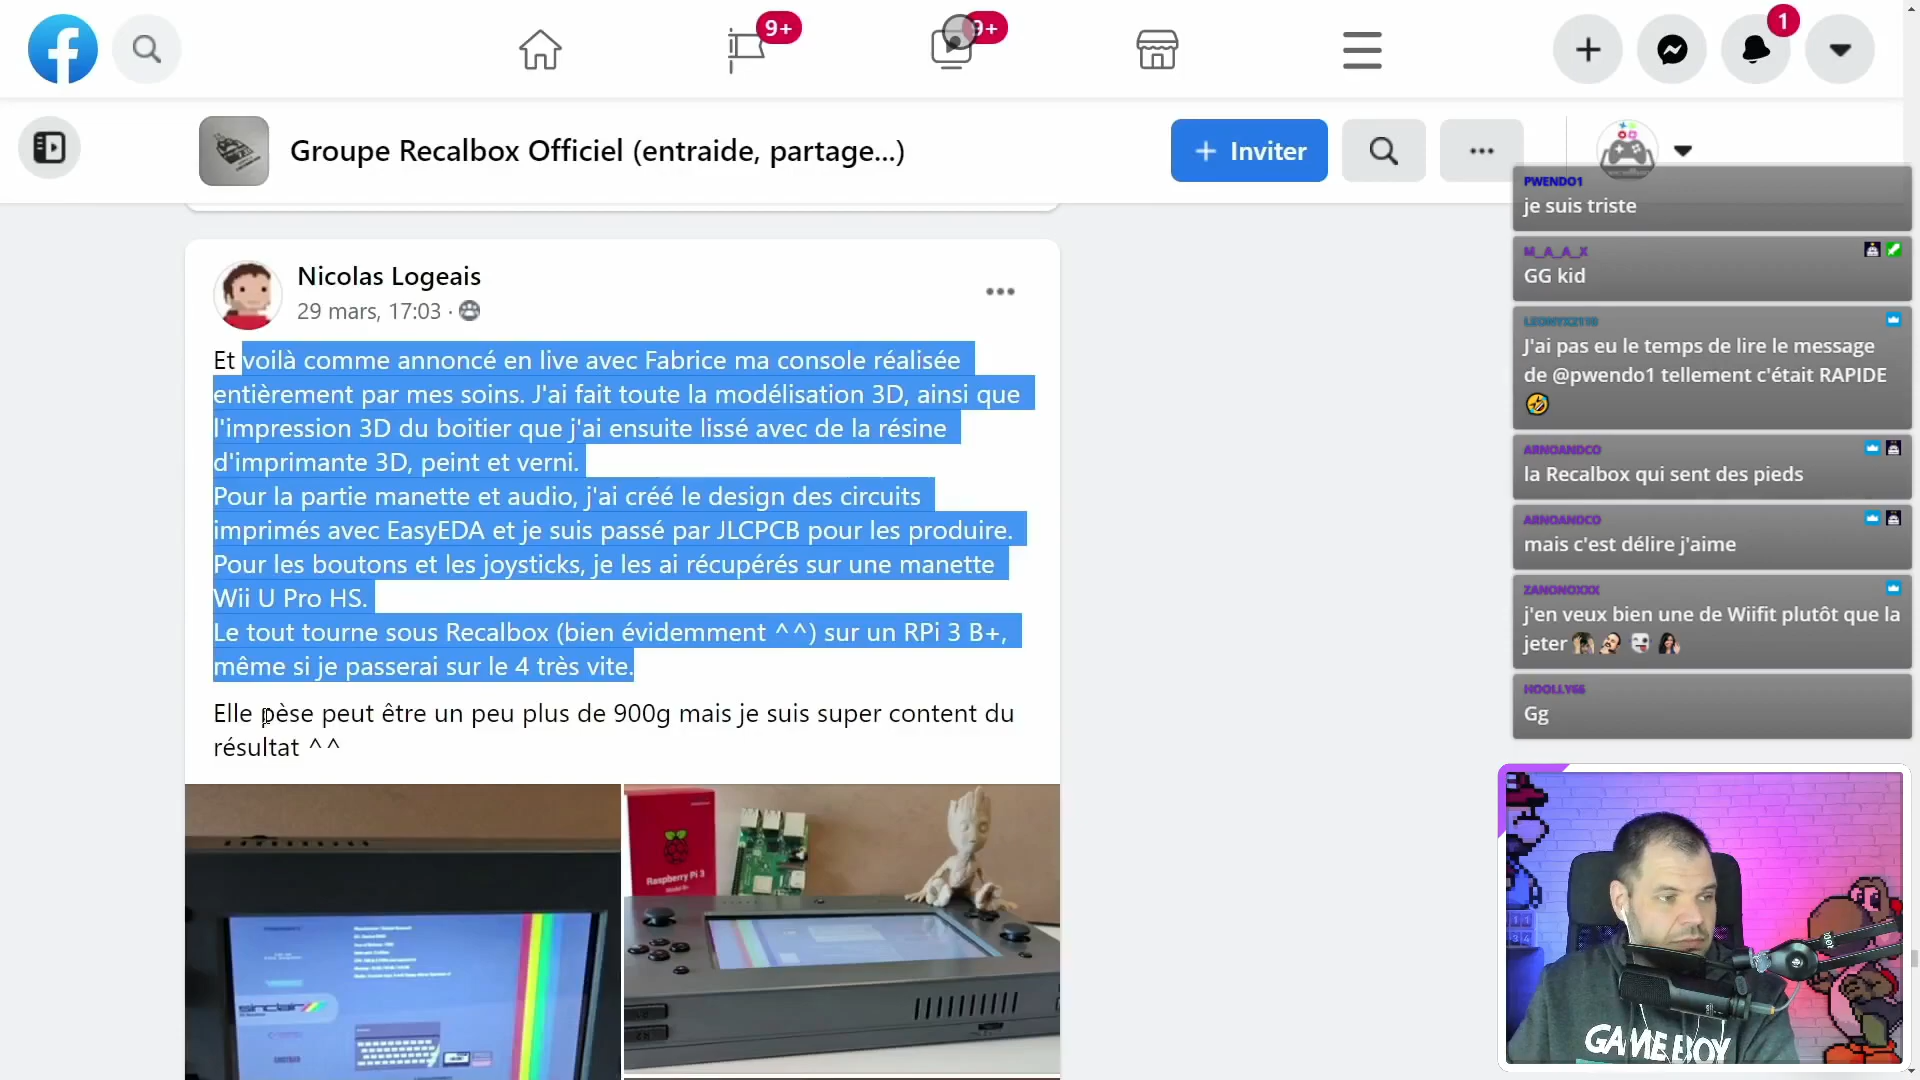 9+
9+
1
Groupe Recalbox Officiel (entraide, partage...)
+ Inviter
Nicolas Logeais
29 mars, 17:03 ·
Et voilà comme annoncé en live avec Fabrice ma console réalisée
entièrement par mes soins. J'ai fait toute la modélisation 3D, ainsi que
l'impression 3D du boitier que j'ai ensuite lissé avec de la résine
d'imprimante 3D, peint et verni.
Pour la partie manette et audio, j'ai créé le design des circuits
imprimés avec EasyEDA et je suis passé par JLCPCB pour les produire.
Pour les boutons et les joysticks, je les ai récupérés sur une manette
Wii U Pro HS.
Le tout tourne sous Recalbox (bien évidemment ^^) sur un RPi 3 B+,
même si je passerai sur le 4 très vite.
Elle pèse peut être un peu plus de 900g mais je suis super content du
résultat ^^
sinclair
Raspberry Pi 3
PWENDO1
je suis triste
M_A_A_X
GG kid
J'ai pas eu le temps de lire le message
de @pwendo1 tellement c'était RAPIDE
ARNOANDCO
la Recalbox qui sent des pieds
ARNOANDCO
mais c'est délire j'aime
ZANONOXXX
j'en veux bien une de Wiifit plutôt que la
jeter
HOOLLY66
Gg
GAME BOY